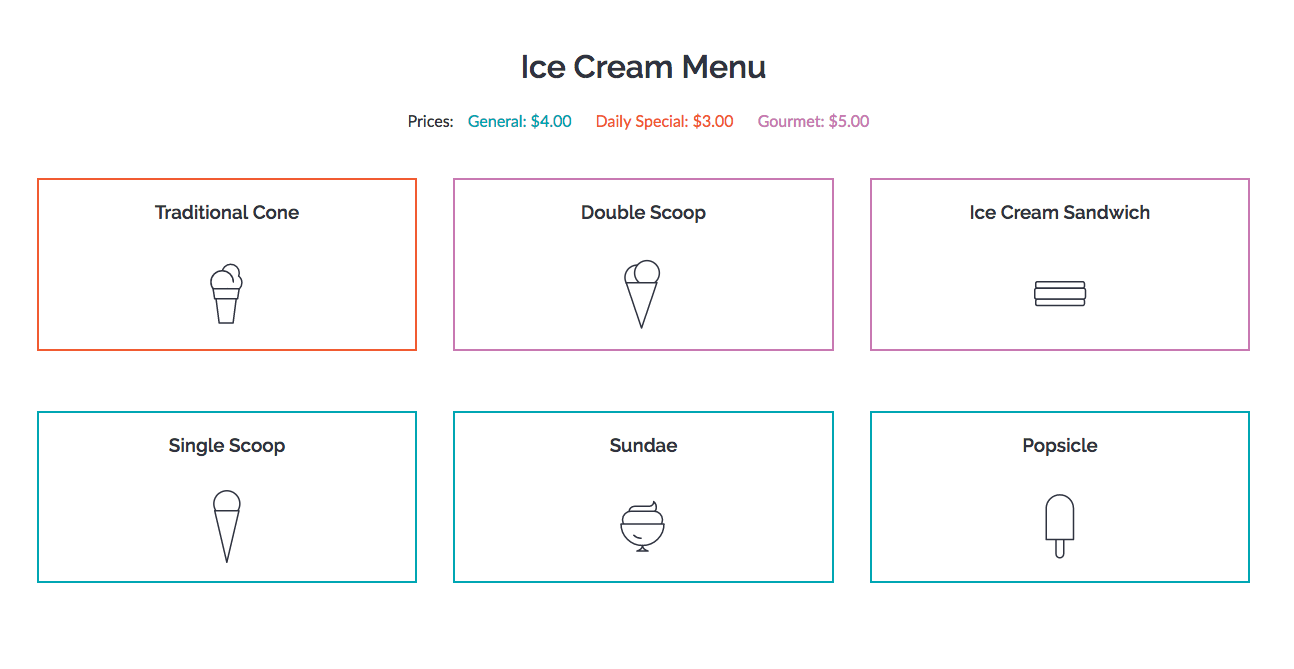 Ice Cream Menu
Prices: General: $4.00 Daily Special: $3.00 Gourmet: $5.00
Traditional Cone
Double Scoop
Ice Cream Sandwich
Single Scoop
Sundae
Popsicle